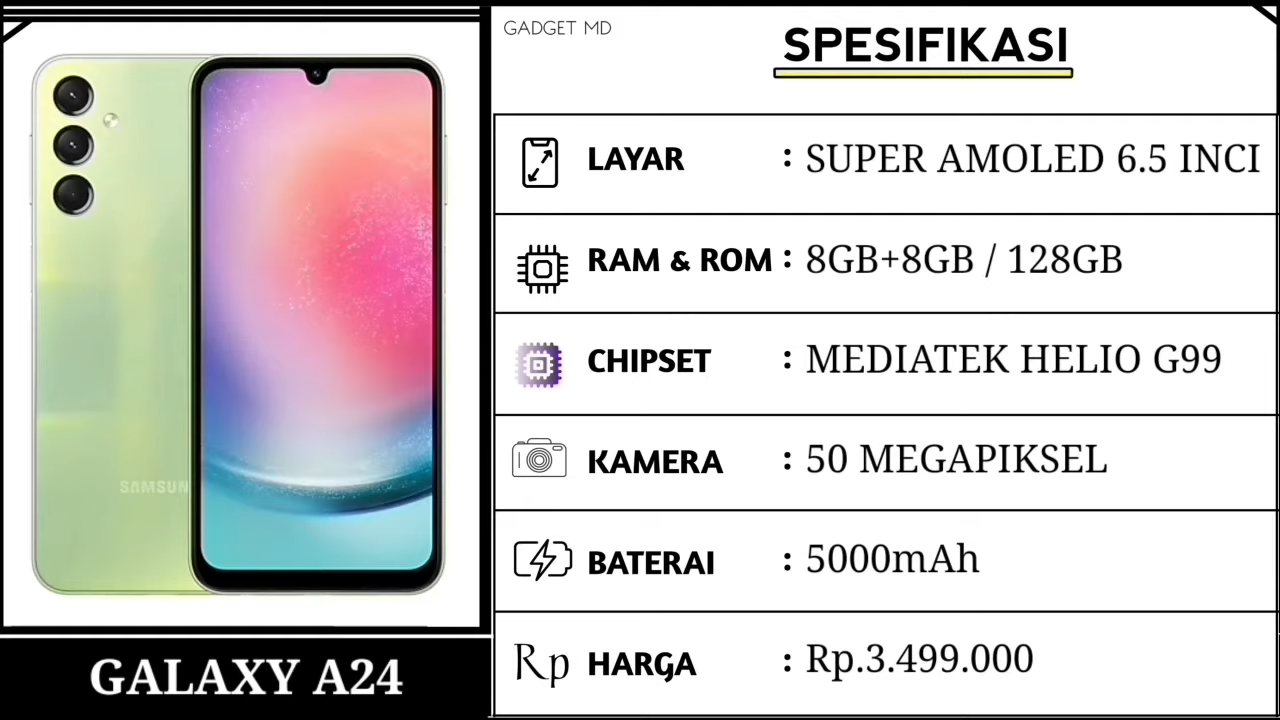 GADGET MD
SPESIFIKASI
LAYAR : SUPER AMOLED 6.5 INCI
RAM & ROM : 8GB+8GB / 128GB
CHIPSET : MEDIATEK HELIO G99
KAMERA : 50 MEGAPIKSEL
BATERAI : 5000mAh
Rp HARGA : Rp.3.499.000
SAMSUN
GALAXY A24